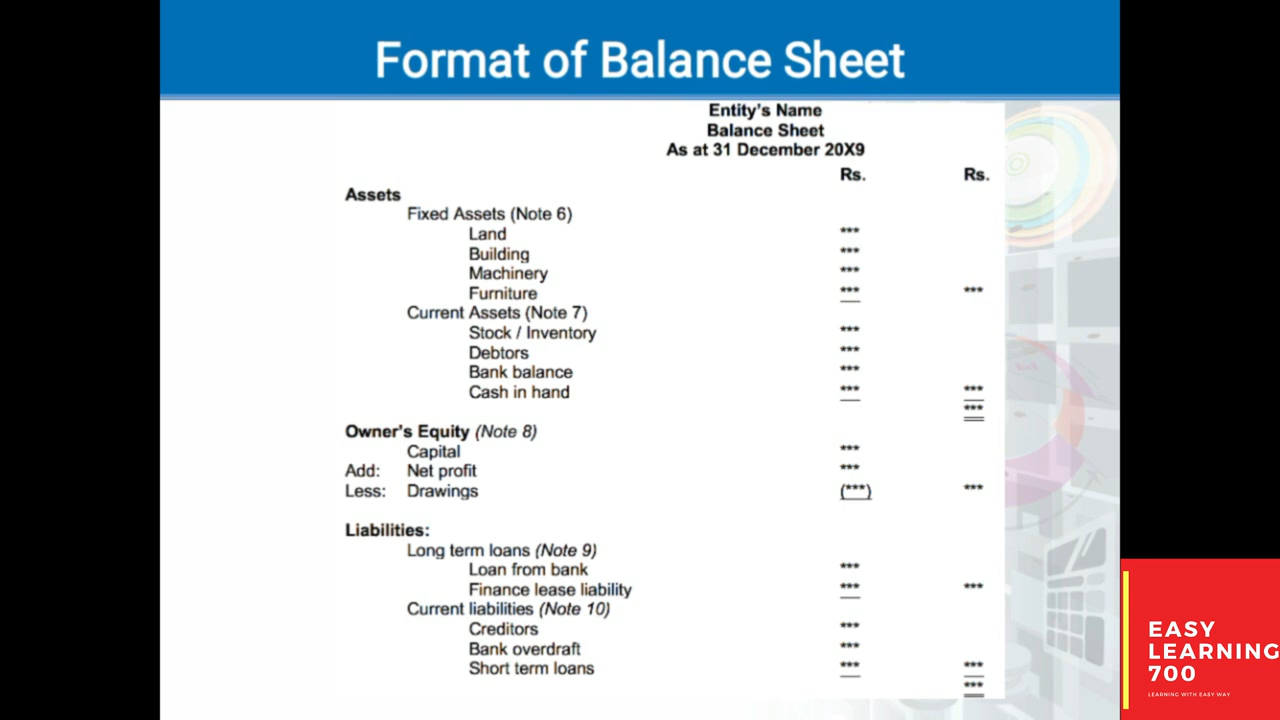 Format of Balance Sheet
Entity's Name
Balance Sheet
As at 31 December 20X9
Rs. Rs.
Assets
Fixed Assets (Note 6)
Land ***
Building ***
Machinery ***
Furniture *** ***
Current Assets (Note 7)
Stock / Inventory ***
Debtors ***
Bank balance ***
Cash in hand *** ***
***
Owner's Equity (Note 8)
Capital ***
Add: Net profit ***
Less: Drawings (***) ***
Liabilities:
Long term loans (Note 9)
Loan from bank ***
Finance lease liability *** ***
Current liabilities (Note 10)
Creditors ***
Bank overdraft ***
Short term loans *** ***
***
EASY
LEARNING
700
LEARNING WITH EASY WAY